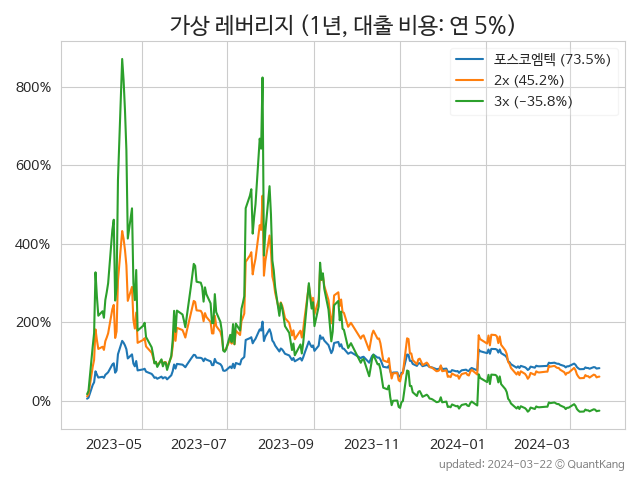 가상 레버리지 (1년, 대출 비용: 연 5%)
포스코엠텍 (73.5%)
2x (45.2%)
3x (-35.8%)
800%
600%
400%
200%
0%
2023-05 2023-07 2023-09 2023-11 2024-01 2024-03
updated: 2024-03-22 © QuantKang